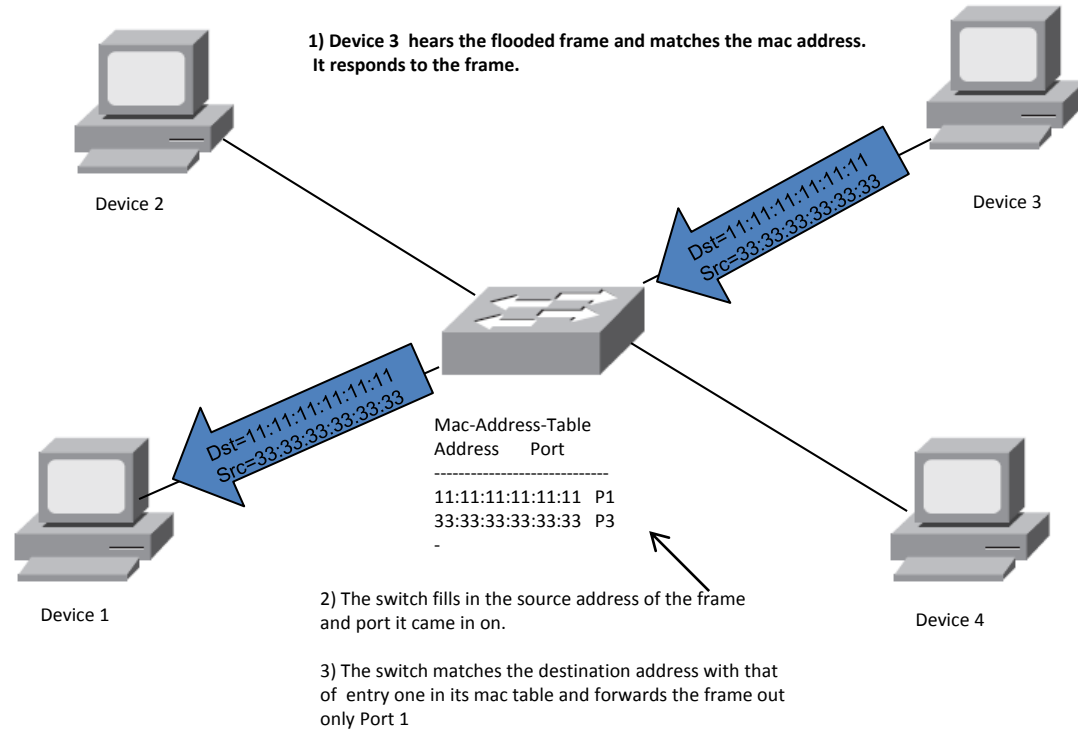 1) Device 3 hears the flooded frame and matches the mac address.
It responds to the frame.
Device 2
Device 3
Dst=11:11:11:11:11:11
Src=33:33:33:33:33:33
Dst=11:11:11:11:11:11
Src=33:33:33:33:33:33
Mac-Address-Table
Address Port
-----------------------------
11:11:11:11:11:11 P1
33:33:33:33:33:33 P3
-
Device 1
Device 4
2) The switch fills in the source address of the frame
and port it came in on.
3) The switch matches the destination address with that
of entry one in its mac table and forwards the frame out
only Port 1